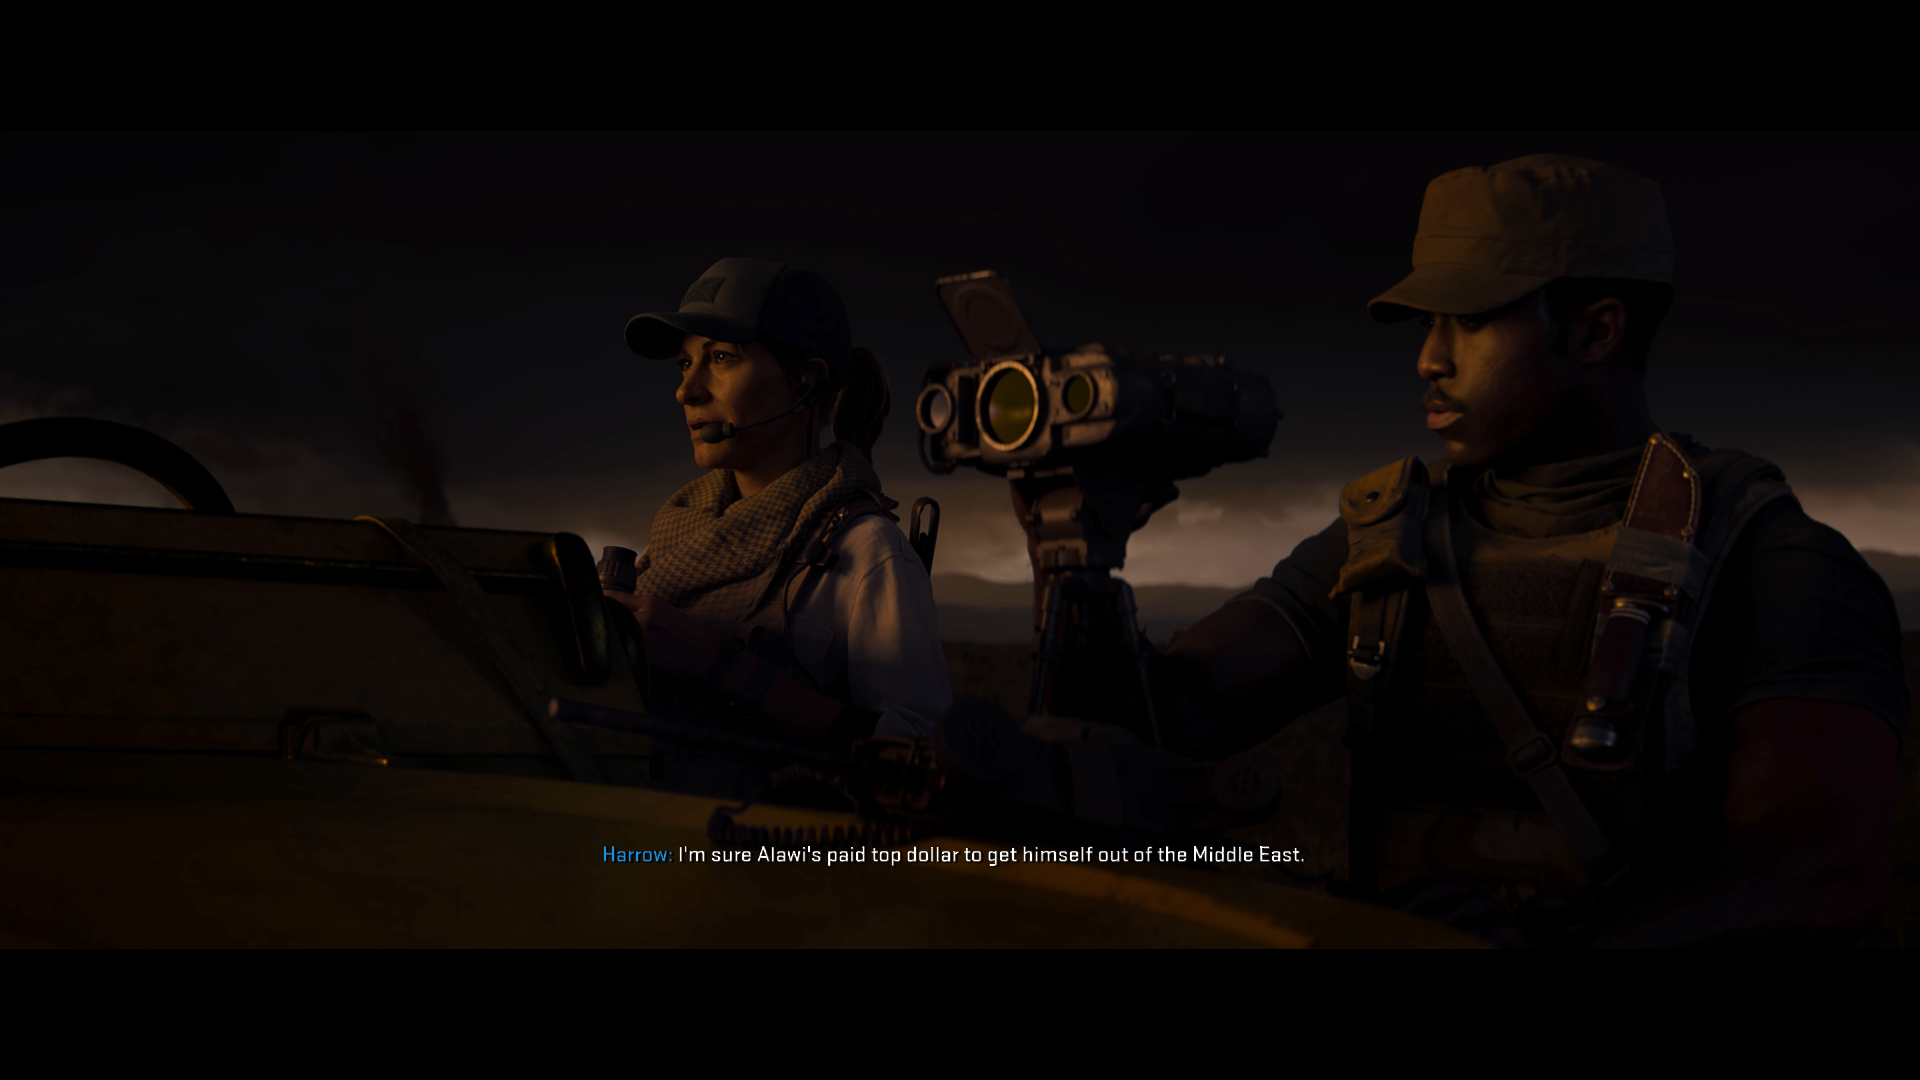 Harrow: I'm sure Alawi's paid top dollar to get himself out of the Middle East.